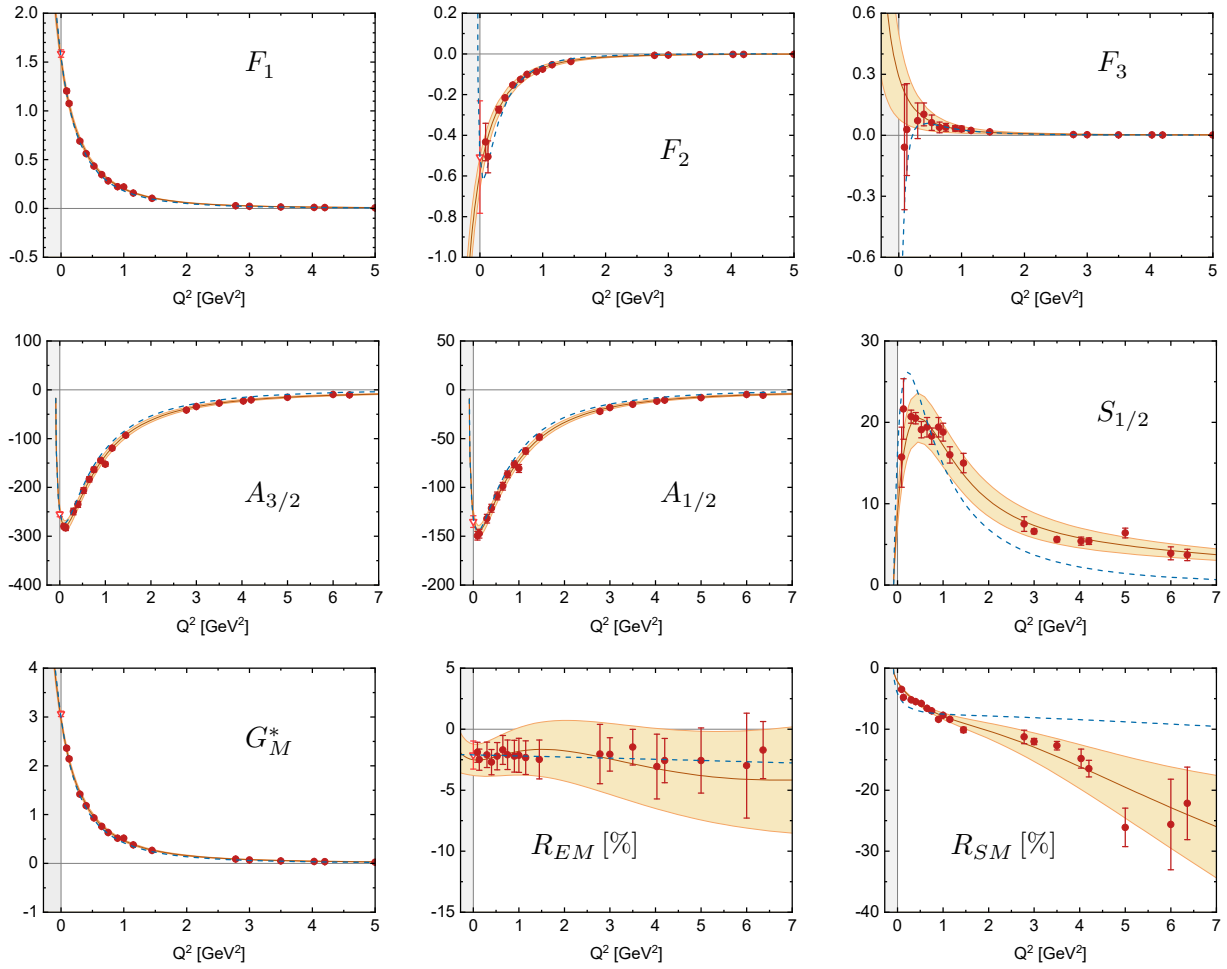 F₁
2.0
1.5
1.0
0.5
0.0
-0.5
0 1 2 3 4 5
Q² [GeV²]
F₂
0.2
0.0
-0.2
-0.4
-0.6
-0.8
-1.0
0 1 2 3 4 5
Q² [GeV²]
F₃
0.6
0.3
0.0
-0.3
-0.6
0 1 2 3 4 5
Q² [GeV²]
A₃/₂
100
0
-100
-200
-300
-400
0 1 2 3 4 5 6 7
Q² [GeV²]
A₁/₂
50
0
-50
-100
-150
-200
0 1 2 3 4 5 6 7
Q² [GeV²]
S₁/₂
30
20
10
0
0 1 2 3 4 5 6 7
Q² [GeV²]
G*_M
4
3
2
1
0
-1
0 1 2 3 4 5
Q² [GeV²]
R_EM [%]
5
0
-5
-10
-15
0 1 2 3 4 5 6 7
Q² [GeV²]
R_SM [%]
0
-10
-20
-30
-40
0 1 2 3 4 5 6 7
Q² [GeV²]